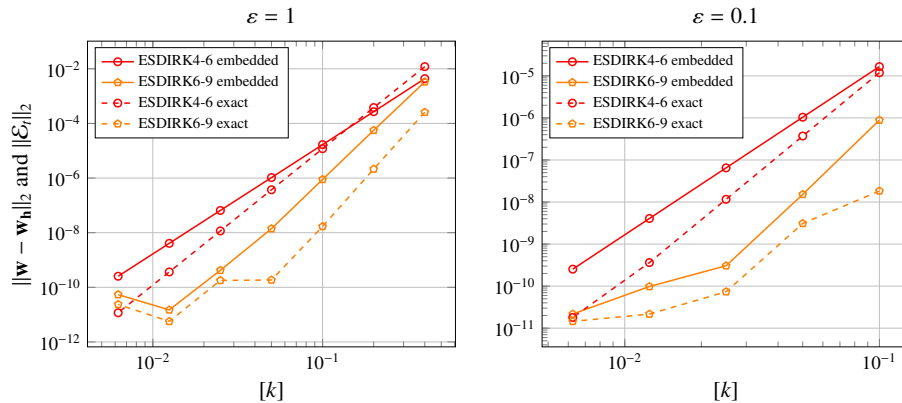 ε = 1
ε = 0.1
||w − w_h||_2 and ||ℰ_t||_2
10^−2
10^−4
10^−6
10^−8
10^−10
10^−12
ESDIRK4-6 embedded
ESDIRK6-9 embedded
ESDIRK4-6 exact
ESDIRK6-9 exact
10^−2
10^−1
[k]
10^−5
10^−6
10^−7
10^−8
10^−9
10^−10
10^−11
ESDIRK4-6 embedded
ESDIRK6-9 embedded
ESDIRK4-6 exact
ESDIRK6-9 exact
10^−2
10^−1
[k]